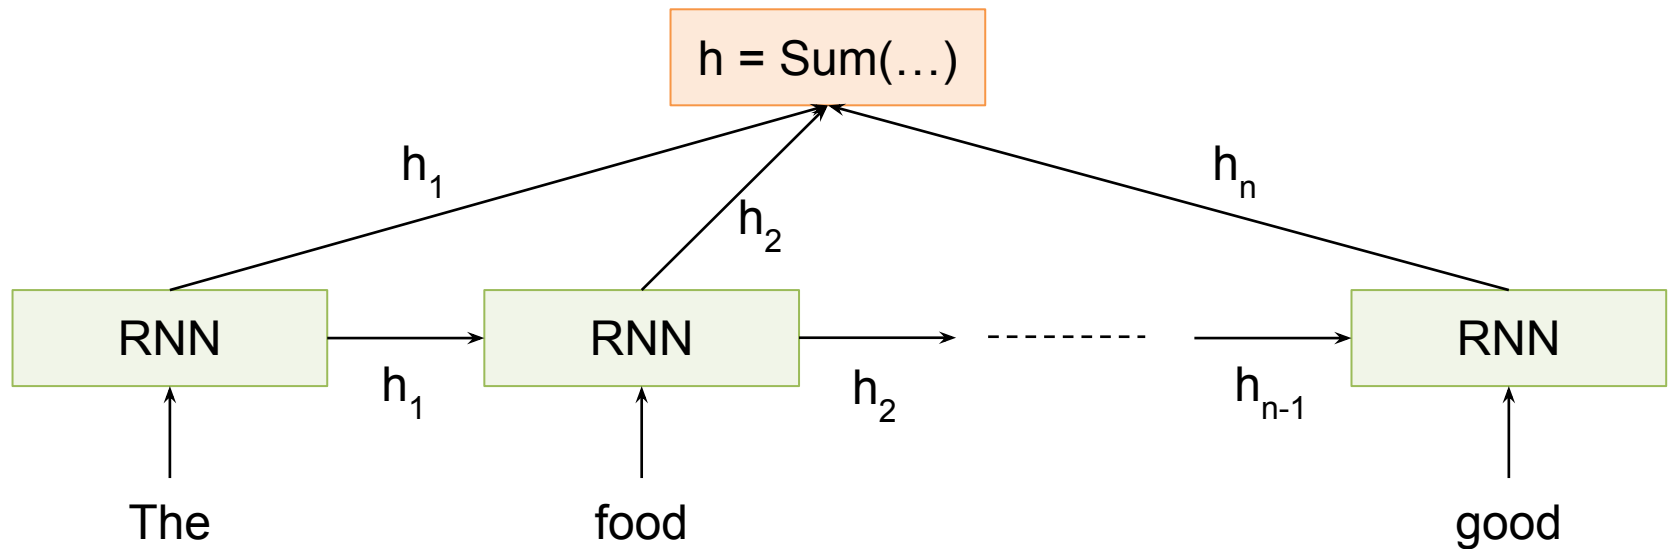 h = Sum(…)
h₁
h₂
hₙ
RNN
RNN
RNN
h₁
h₂
hₙ₋₁
The
food
good